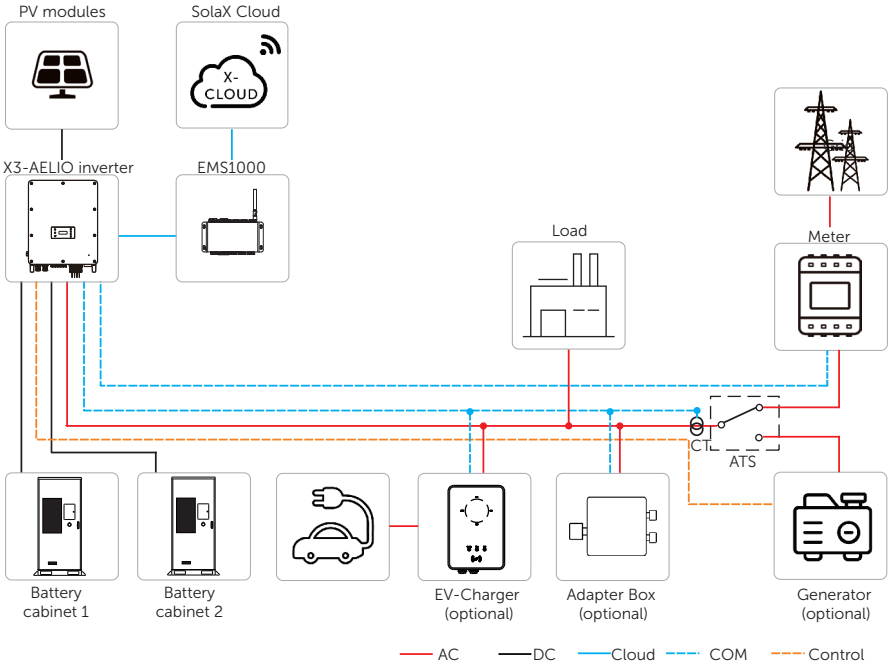 PV modules
SolaX Cloud
X-
CLOUD
X3-AELIO inverter
EMS1000
Load
Meter
CT
ATS
Battery
cabinet 1
Battery
cabinet 2
EV-Charger
(optional)
Adapter Box
(optional)
Generator
(optional)
AC
DC
Cloud
COM
Control